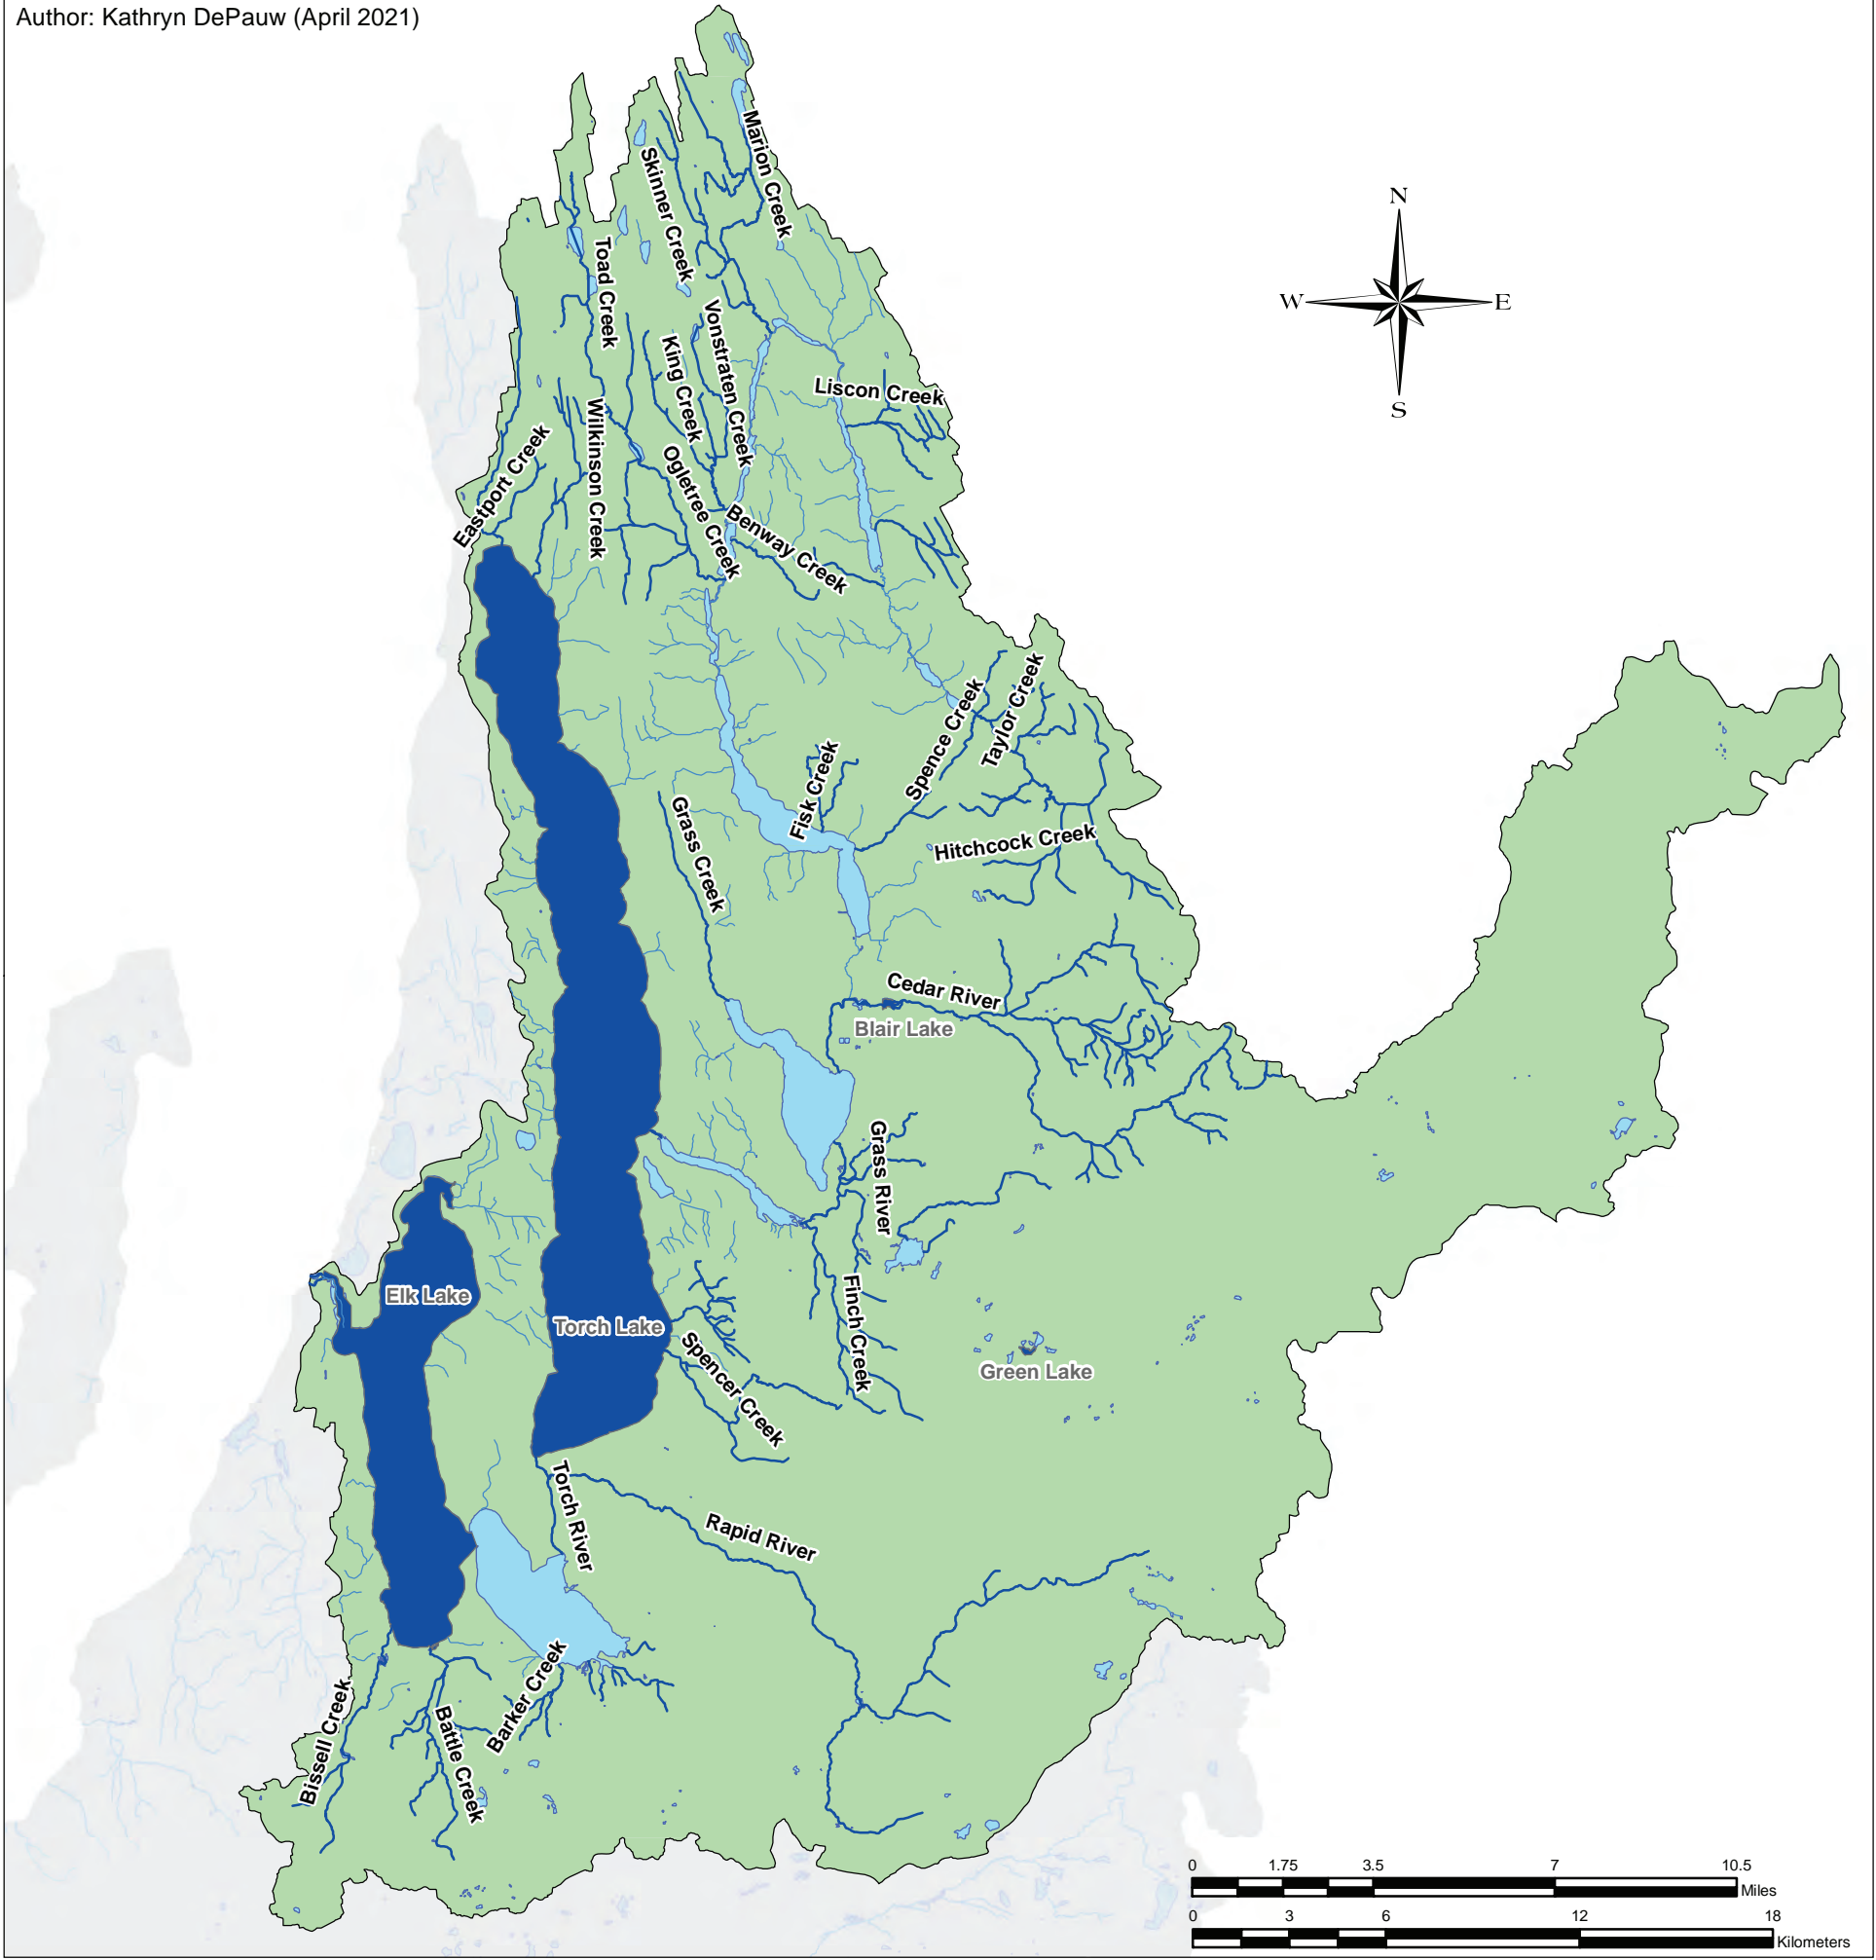 Author: Kathryn DePauw (April 2021)
Marion Creek
Skinner Creek
N
W
E
S
Toad Creek
Vonstraten Creek
King Creek
Liscon Creek
Wilkinson Creek
Eastport Creek
Ogletree Creek
Benway Creek
Spence Creek
Taylor Creek
Fisk Creek
Grass Creek
Hitchcock Creek
Cedar River
Blair Lake
Grass River
Elk Lake
Torch Lake
Finch Creek
Spencer Creek
Green Lake
Torch River
Rapid River
Barker Creek
Bissell Creek
Battle Creek
0 1.75 3.5 7 10.5
Miles
0 3 6 12 18
Kilometers